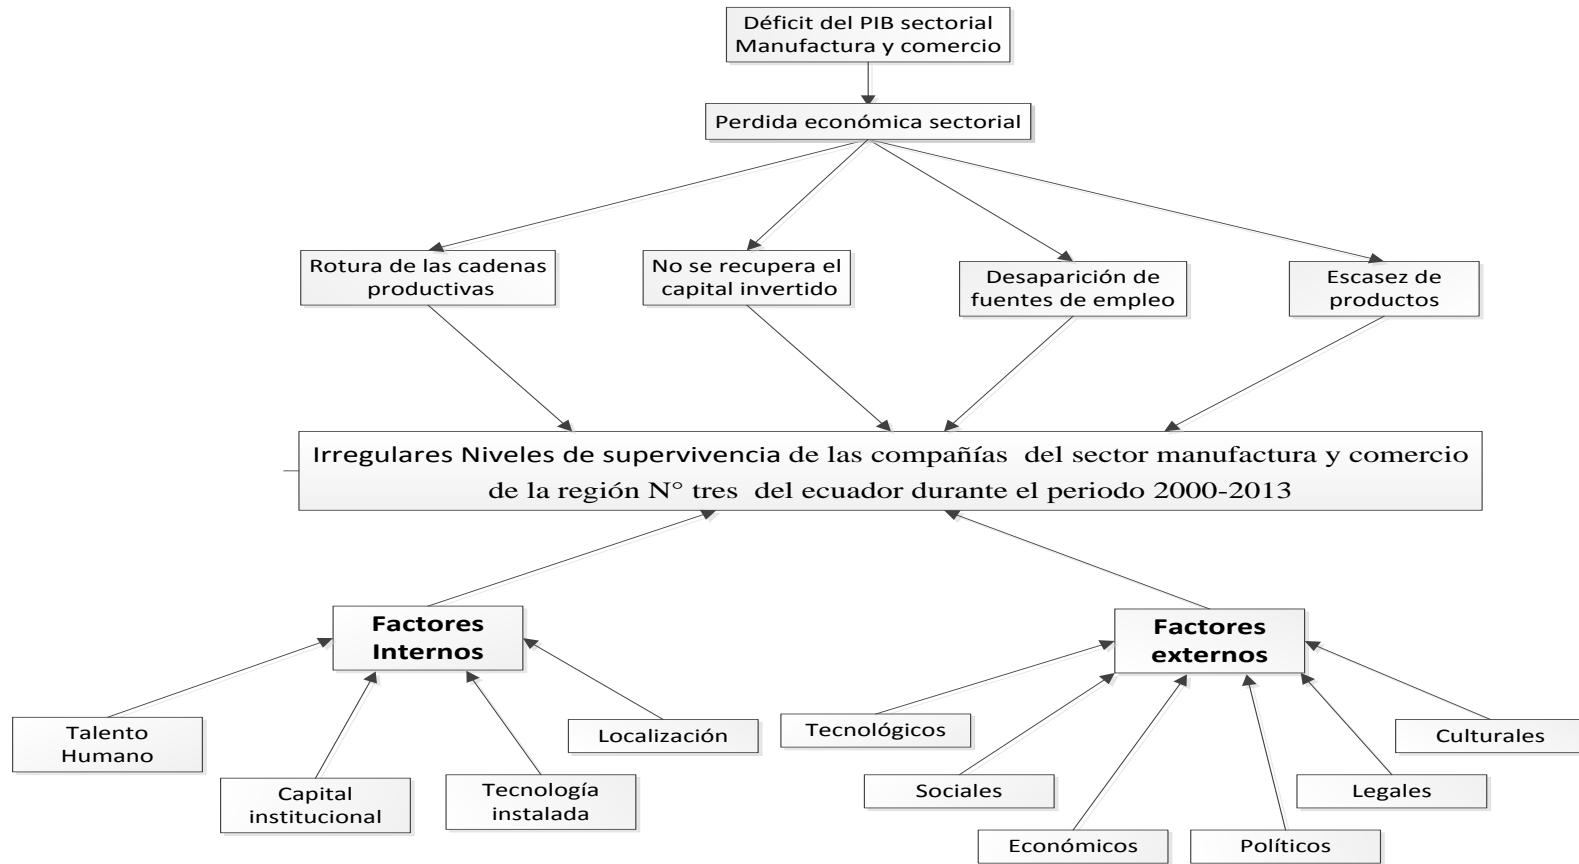 Déficit del PIB sectorial
Manufactura y comercio
Perdida económica sectorial
Rotura de las cadenas
productivas
No se recupera el
capital invertido
Desaparición de
fuentes de empleo
Escasez de
productos
Irregulares Niveles de supervivencia de las compañías del sector manufactura y comercio
de la región N° tres del ecuador durante el periodo 2000-2013
Factores
Internos
Factores
externos
Talento
Humano
Capital
institucional
Tecnología
instalada
Localización
Tecnológicos
Sociales
Económicos
Políticos
Legales
Culturales